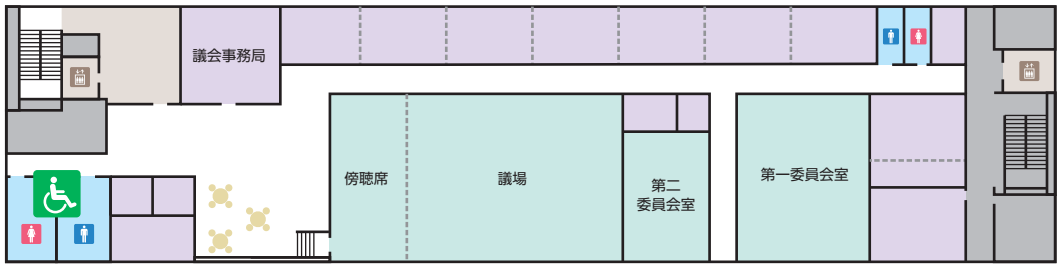 議会事務局
傍聴席
議場
第二
委員会室
第一委員会室